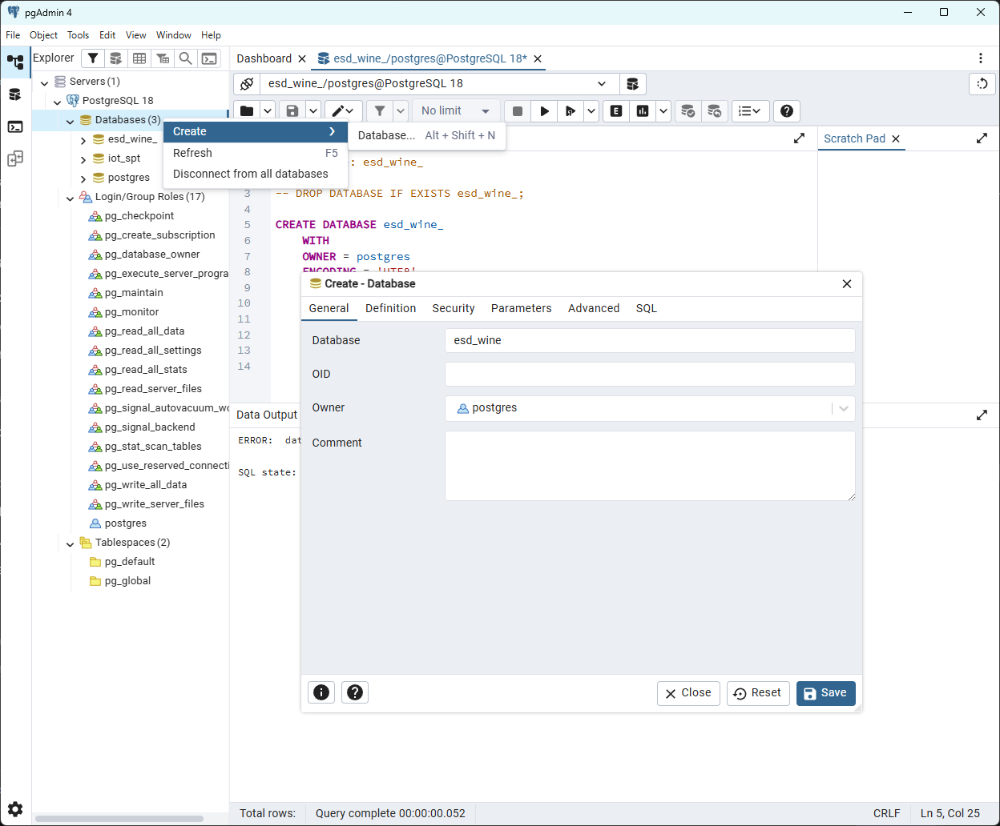 pgAdmin 4
File Object Tools Edit View Window Help
Explorer
Dashboard
esd_wine_/postgres@PostgreSQL 18*
esd_wine_/postgres@PostgreSQL 18
No limit
E
Servers (1)
PostgreSQL 18
Databases (3)
esd_wine_
iot_spt
postgres
Login/Group Roles (17)
pg_checkpoint
pg_create_subscription
pg_database_owner
pg_execute_server_progra
pg_maintain
pg_monitor
pg_read_all_data
pg_read_all_settings
pg_read_all_stats
pg_read_server_files
pg_signal_autovacuum_wo
pg_signal_backend
pg_stat_scan_tables
pg_use_reserved_connecti
pg_write_all_data
pg_write_server_files
postgres
Tablespaces (2)
pg_default
pg_global
Create
Refresh F5
Disconnect from all databases
Database... Alt + Shift + N
Scratch Pad
: esd_wine_
3 -- DROP DATABASE IF EXISTS esd_wine_;
4
5 CREATE DATABASE esd_wine_
6 WITH
7 OWNER = postgres
8 ENCODING = 'UTF8'
9
10
11
12
13
14
Data Output
ERROR: dat
SQL state:
Create - Database
General Definition Security Parameters Advanced SQL
Database esd_wine
OID
Owner postgres
Comment
Close Reset Save
Total rows: Query complete 00:00:00.052 CRLF Ln 5, Col 25